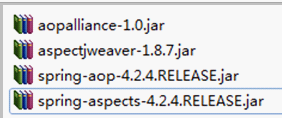 aopalliance-1.0.jar
aspectjweaver-1.8.7.jar
spring-aop-4.2.4.RELEASE.jar
spring-aspects-4.2.4.RELEASE.jar